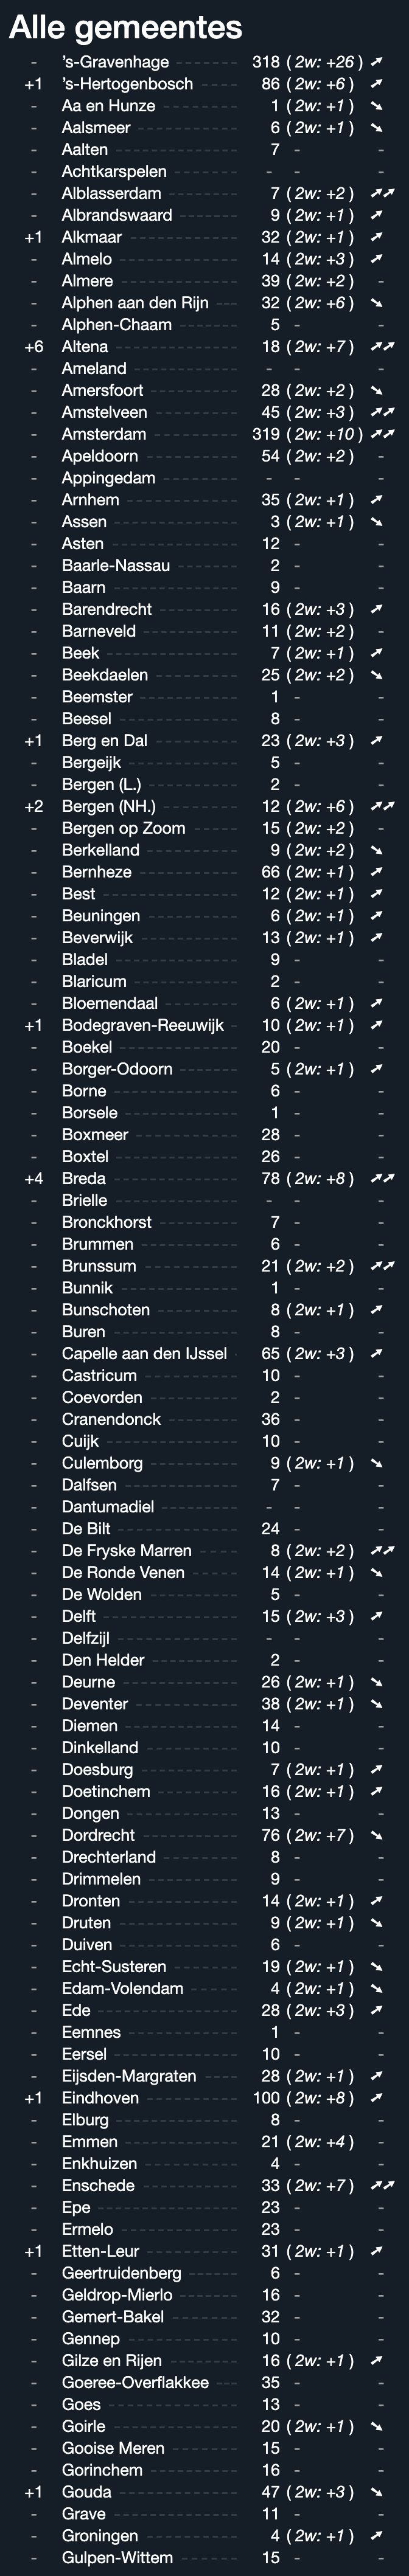 Alle gemeentes
- 's-Gravenhage 318 ( 2w: +26 ) ➚
+1 's-Hertogenbosch 86 ( 2w: +6 ) ➚
- Aa en Hunze 1 ( 2w: +1 ) ➘
- Aalsmeer 6 ( 2w: +1 ) ➘
- Aalten 7 - -
- Achtkarspelen - - -
- Alblasserdam 7 ( 2w: +2 ) ➚➚
- Albrandswaard 9 ( 2w: +1 ) ➚
+1 Alkmaar 32 ( 2w: +1 ) ➚
- Almelo 14 ( 2w: +3 ) ➚
- Almere 39 ( 2w: +2 ) -
- Alphen aan den Rijn 32 ( 2w: +6 ) ➘
- Alphen-Chaam 5 - -
+6 Altena 18 ( 2w: +7 ) ➚➚
- Ameland - - -
- Amersfoort 28 ( 2w: +2 ) ➘
- Amstelveen 45 ( 2w: +3 ) ➚➚
- Amsterdam 319 ( 2w: +10 ) ➚➚
- Apeldoorn 54 ( 2w: +2 ) -
- Appingedam - - -
- Arnhem 35 ( 2w: +1 ) ➚
- Assen 3 ( 2w: +1 ) ➘
- Asten 12 - -
- Baarle-Nassau 2 - -
- Baarn 9 - -
- Barendrecht 16 ( 2w: +3 ) ➚
- Barneveld 11 ( 2w: +2 ) -
- Beek 7 ( 2w: +1 ) ➚
- Beekdaelen 25 ( 2w: +2 ) ➘
- Beemster 1 - -
- Beesel 8 - -
+1 Berg en Dal 23 ( 2w: +3 ) ➚
- Bergeijk 5 - -
- Bergen (L.) 2 - -
+2 Bergen (NH.) 12 ( 2w: +6 ) ➚➚
- Bergen op Zoom 15 ( 2w: +2 ) -
- Berkelland 9 ( 2w: +2 ) ➘
- Bernheze 66 ( 2w: +1 ) ➚
- Best 12 ( 2w: +1 ) ➚
- Beuningen 6 ( 2w: +1 ) ➚
- Beverwijk 13 ( 2w: +1 ) ➚
- Bladel 9 - -
- Blaricum 2 - -
- Bloemendaal 6 ( 2w: +1 ) ➚
+1 Bodegraven-Reeuwijk 10 ( 2w: +1 ) ➚
- Boekel 20 - -
- Borger-Odoorn 5 ( 2w: +1 ) ➚
- Borne 6 - -
- Borsele 1 - -
- Boxmeer 28 - -
- Boxtel 26 - -
+4 Breda 78 ( 2w: +8 ) ➚➚
- Brielle - - -
- Bronckhorst 7 - -
- Brummen 6 - -
- Brunssum 21 ( 2w: +2 ) ➚➚
- Bunnik 1 - -
- Bunschoten 8 ( 2w: +1 ) ➚
- Buren 8 - -
- Capelle aan den IJssel 65 ( 2w: +3 ) ➚
- Castricum 10 - -
- Coevorden 2 - -
- Cranendonck 36 - -
- Cuijk 10 - -
- Culemborg 9 ( 2w: +1 ) ➘
- Dalfsen 7 - -
- Dantumadiel - - -
- De Bilt 24 - -
- De Fryske Marren 8 ( 2w: +2 ) ➚➚
- De Ronde Venen 14 ( 2w: +1 ) ➘
- De Wolden 5 - -
- Delft 15 ( 2w: +3 ) ➚
- Delfzijl - - -
- Den Helder 2 - -
- Deurne 26 ( 2w: +1 ) ➘
- Deventer 38 ( 2w: +1 ) ➘
- Diemen 14 - -
- Dinkelland 10 - -
- Doesburg 7 ( 2w: +1 ) ➚
- Doetinchem 16 ( 2w: +1 ) ➚
- Dongen 13 - -
- Dordrecht 76 ( 2w: +7 ) ➘
- Drechterland 8 - -
- Drimmelen 9 - -
- Dronten 14 ( 2w: +1 ) ➚
- Druten 9 ( 2w: +1 ) ➘
- Duiven 6 - -
- Echt-Susteren 19 ( 2w: +1 ) ➘
- Edam-Volendam 4 ( 2w: +1 ) ➘
- Ede 28 ( 2w: +3 ) ➚
- Eemnes 1 - -
- Eersel 10 - -
- Eijsden-Margraten 28 ( 2w: +1 ) ➚
+1 Eindhoven 100 ( 2w: +8 ) ➚
- Elburg 8 - -
- Emmen 21 ( 2w: +4 ) -
- Enkhuizen 4 - -
- Enschede 33 ( 2w: +7 ) ➚➚
- Epe 23 - -
- Ermelo 23 - -
+1 Etten-Leur 31 ( 2w: +1 ) ➚
- Geertruidenberg 6 - -
- Geldrop-Mierlo 16 - -
- Gemert-Bakel 32 - -
- Gennep 10 - -
- Gilze en Rijen 16 ( 2w: +1 ) ➚
- Goeree-Overflakkee 35 - -
- Goes 13 - -
- Goirle 20 ( 2w: +1 ) ➘
- Gooise Meren 15 - -
- Gorinchem 16 - -
+1 Gouda 47 ( 2w: +3 ) ➘
- Grave 11 - -
- Groningen 4 ( 2w: +1 ) ➚
- Gulpen-Wittem 15 - -